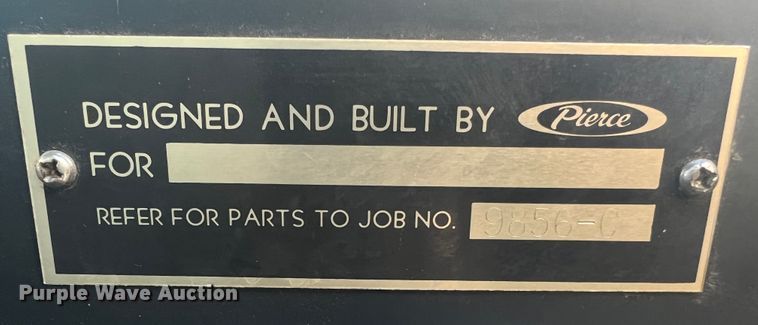 DESIGNED AND BUILT BY Pierce
FOR
REFER FOR PARTS TO JOB NO. 9856-C
Purple Wave Auction